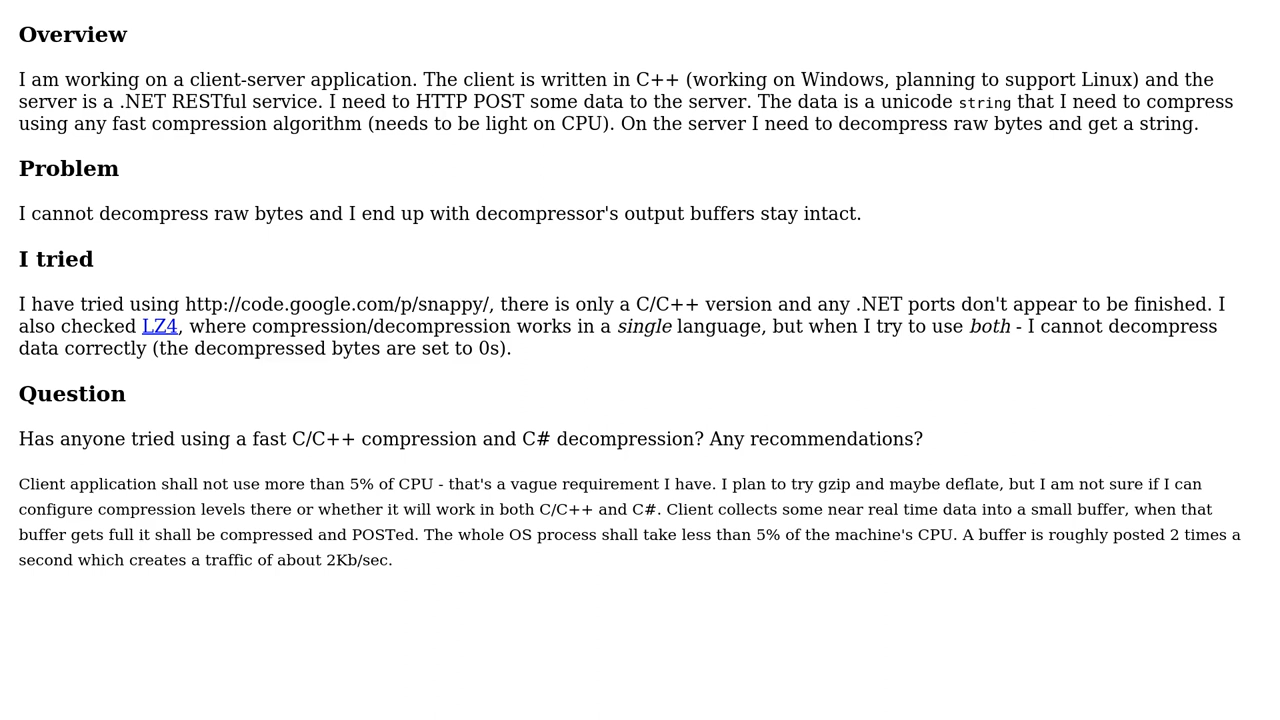 Overview
I am working on a client-server application. The client is written in C++ (working on Windows, planning to support Linux) and the
server is a .NET RESTful service. I need to HTTP POST some data to the server. The data is a unicode string that I need to compress
using any fast compression algorithm (needs to be light on CPU). On the server I need to decompress raw bytes and get a string.
Problem
I cannot decompress raw bytes and I end up with decompressor's output buffers stay intact.
I tried
I have tried using http://code.google.com/p/snappy/, there is only a C/C++ version and any .NET ports don't appear to be finished. I
also checked LZ4, where compression/decompression works in a single language, but when I try to use both - I cannot decompress
data correctly (the decompressed bytes are set to 0s).
Question
Has anyone tried using a fast C/C++ compression and C# decompression? Any recommendations?
Client application shall not use more than 5% of CPU - that's a vague requirement I have. I plan to try gzip and maybe deflate, but I am not sure if I can
configure compression levels there or whether it will work in both C/C++ and C#. Client collects some near real time data into a small buffer, when that
buffer gets full it shall be compressed and POSTed. The whole OS process shall take less than 5% of the machine's CPU. A buffer is roughly posted 2 times a
second which creates a traffic of about 2Kb/sec.